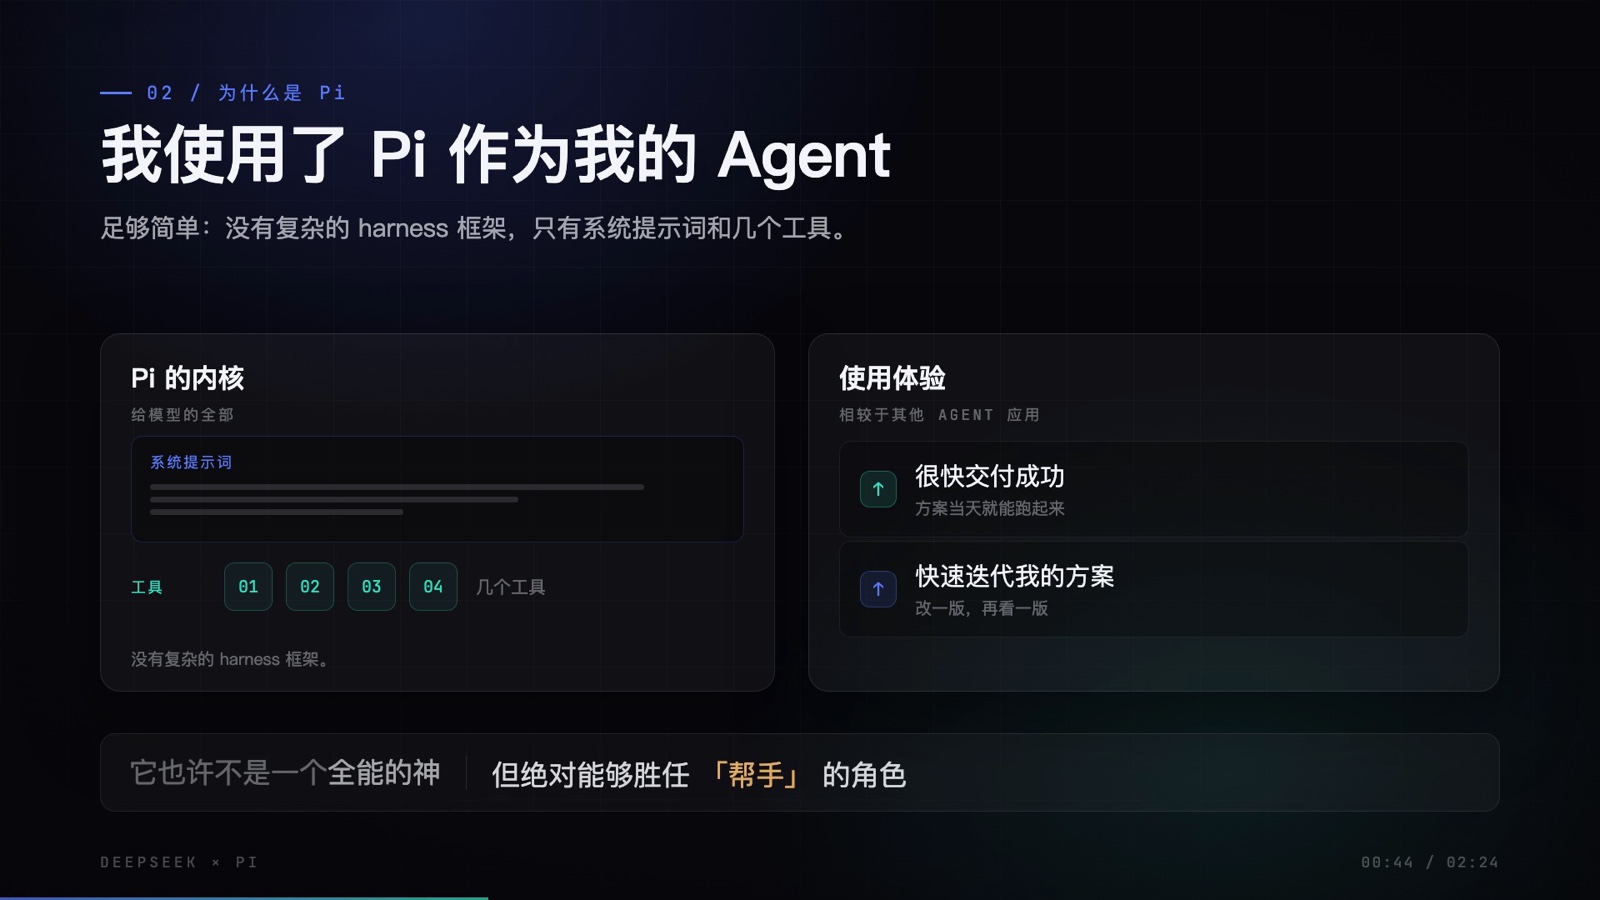 02 / 为什么是 Pi
我使用了 Pi 作为我的 Agent
足够简单：没有复杂的 harness 框架，只有系统提示词和几个工具。
Pi 的内核
给模型的全部
系统提示词
工具 01 02 03 04 几个工具
没有复杂的 harness 框架。
使用体验
相较于其他 AGENT 应用
很快交付成功
方案当天就能跑起来
快速迭代我的方案
改一版，再看一版
它也许不是一个全能的神 但绝对能够胜任「帮手」的角色
DEEPSEEK × PI
00:44 / 02:24